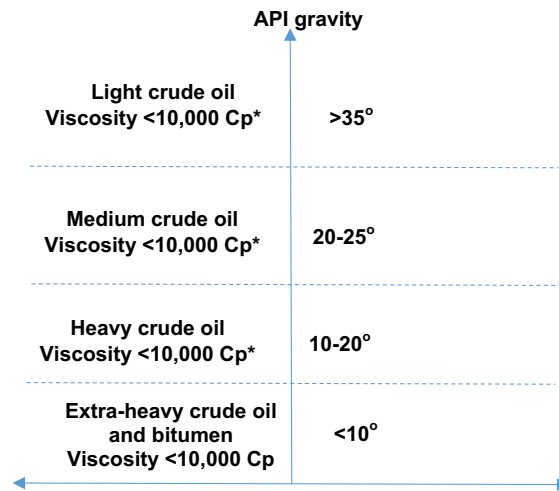 API gravity
Light crude oil
Viscosity <10,000 Cp*
>35°
Medium crude oil
Viscosity <10,000 Cp*
20-25°
Heavy crude oil
Viscosity <10,000 Cp*
10-20°
Extra-heavy crude oil
and bitumen
Viscosity <10,000 Cp
<10°